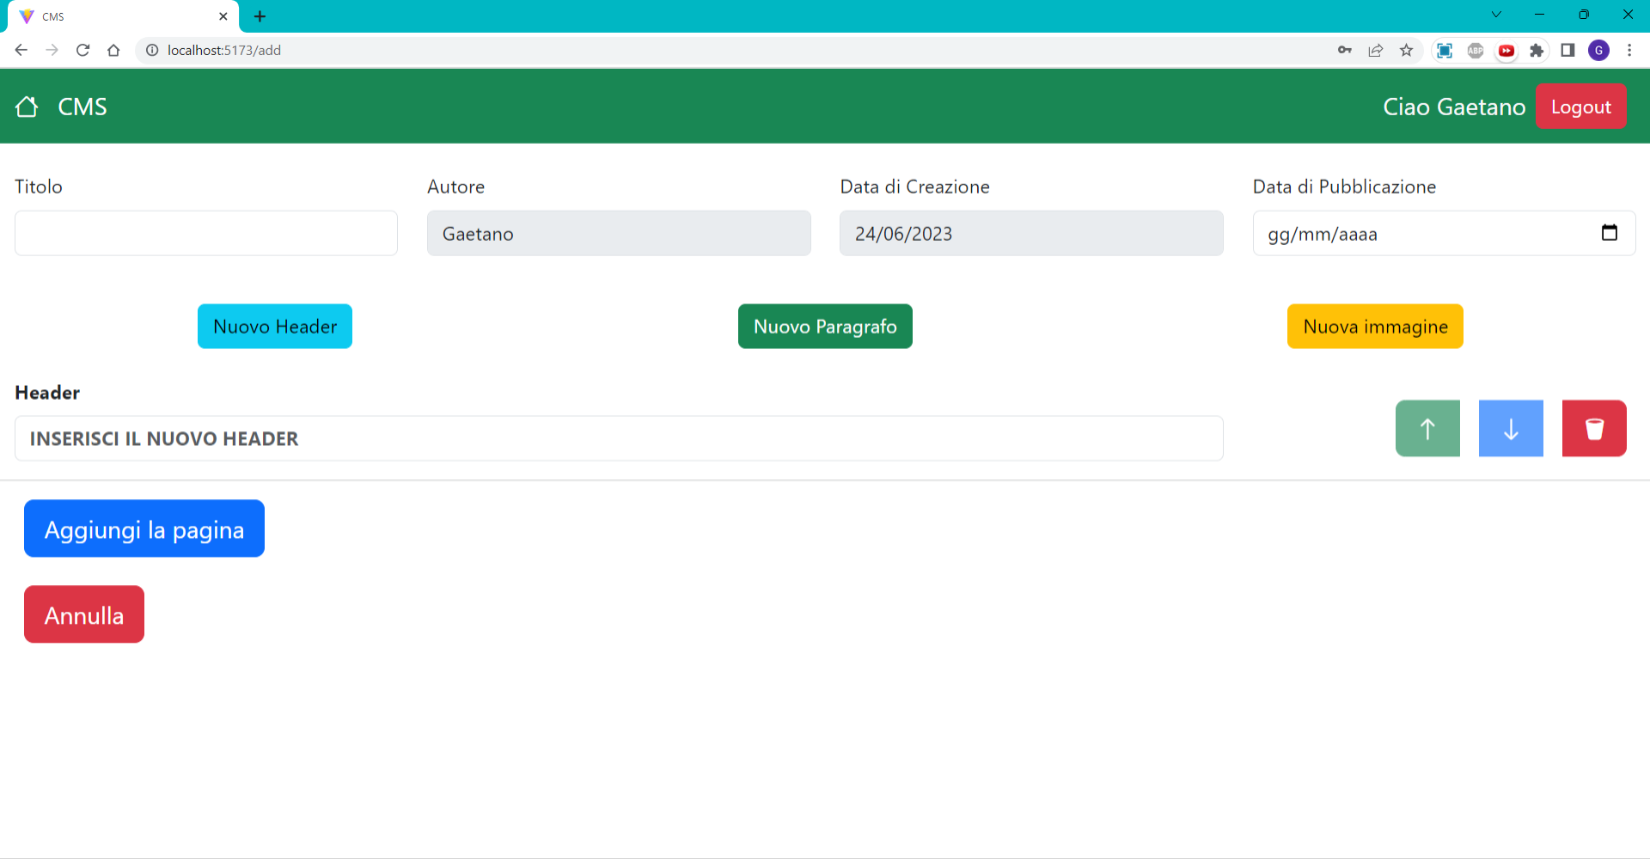 CMS
localhost:5173/add
ABP
G
CMS
Ciao Gaetano
Logout
Titolo
Autore
Data di Creazione
Data di Pubblicazione
Gaetano
24/06/2023
gg/mm/aaaa
Nuovo Header
Nuovo Paragrafo
Nuova immagine
Header
INSERISCI IL NUOVO HEADER
Aggiungi la pagina
Annulla